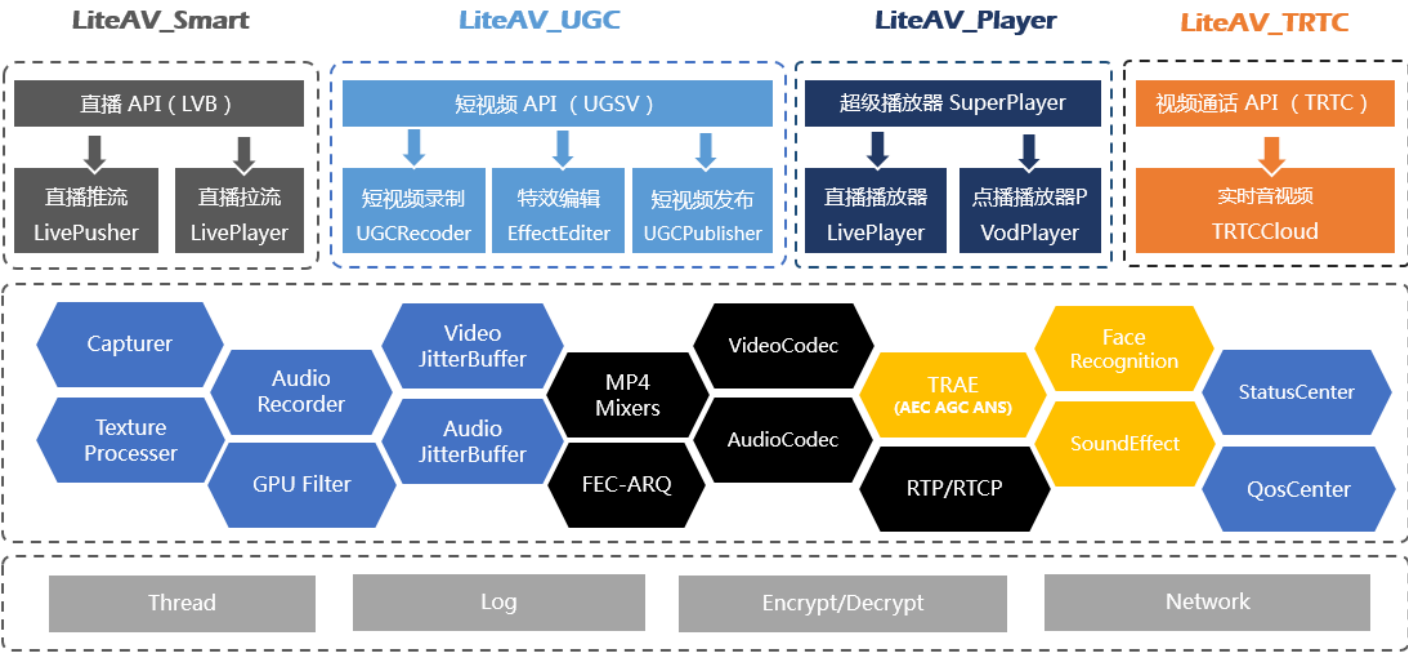 LiteAV_Smart
LiteAV_UGC
LiteAV_Player
LiteAV_TRTC
直播 API（LVB）
短视频 API （UGSV）
超级播放器 SuperPlayer
视频通话 API （TRTC）
直播推流
LivePusher
直播拉流
LivePlayer
短视频录制
UGCRecoder
特效编辑
EffectEditer
短视频发布
UGCPublisher
直播播放器
LivePlayer
点播播放器P
VodPlayer
实时音视频
TRTCCloud
Capturer
Texture
Processer
Audio
Recorder
GPU Filter
Video
JitterBuffer
Audio
JitterBuffer
MP4
Mixers
FEC-ARQ
VideoCodec
AudioCodec
TRAE
(AEC AGC ANS)
RTP/RTCP
Face
Recognition
SoundEffect
StatusCenter
QosCenter
Thread
Log
Encrypt/Decrypt
Network